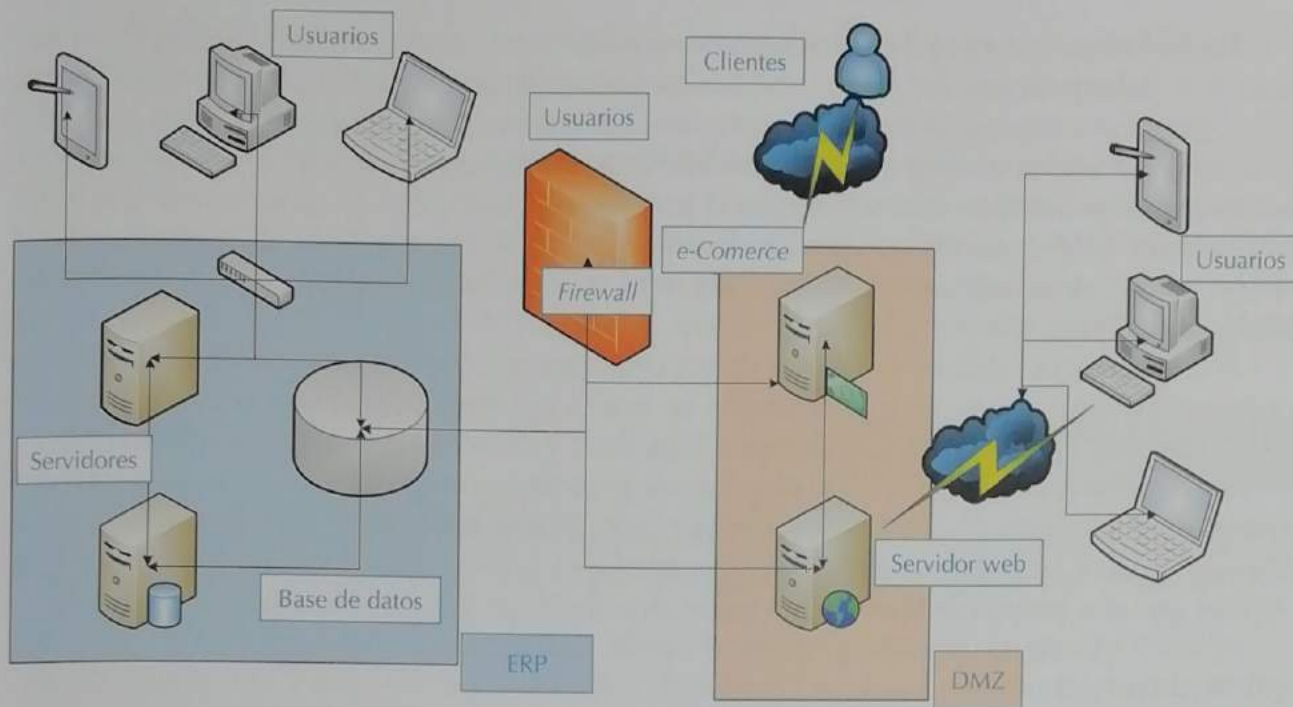 Usuarios
Clientes
Usuarios
e-Comerce
Firewall
Usuarios
Servidores
Servidor web
Base de datos
ERP
DMZ